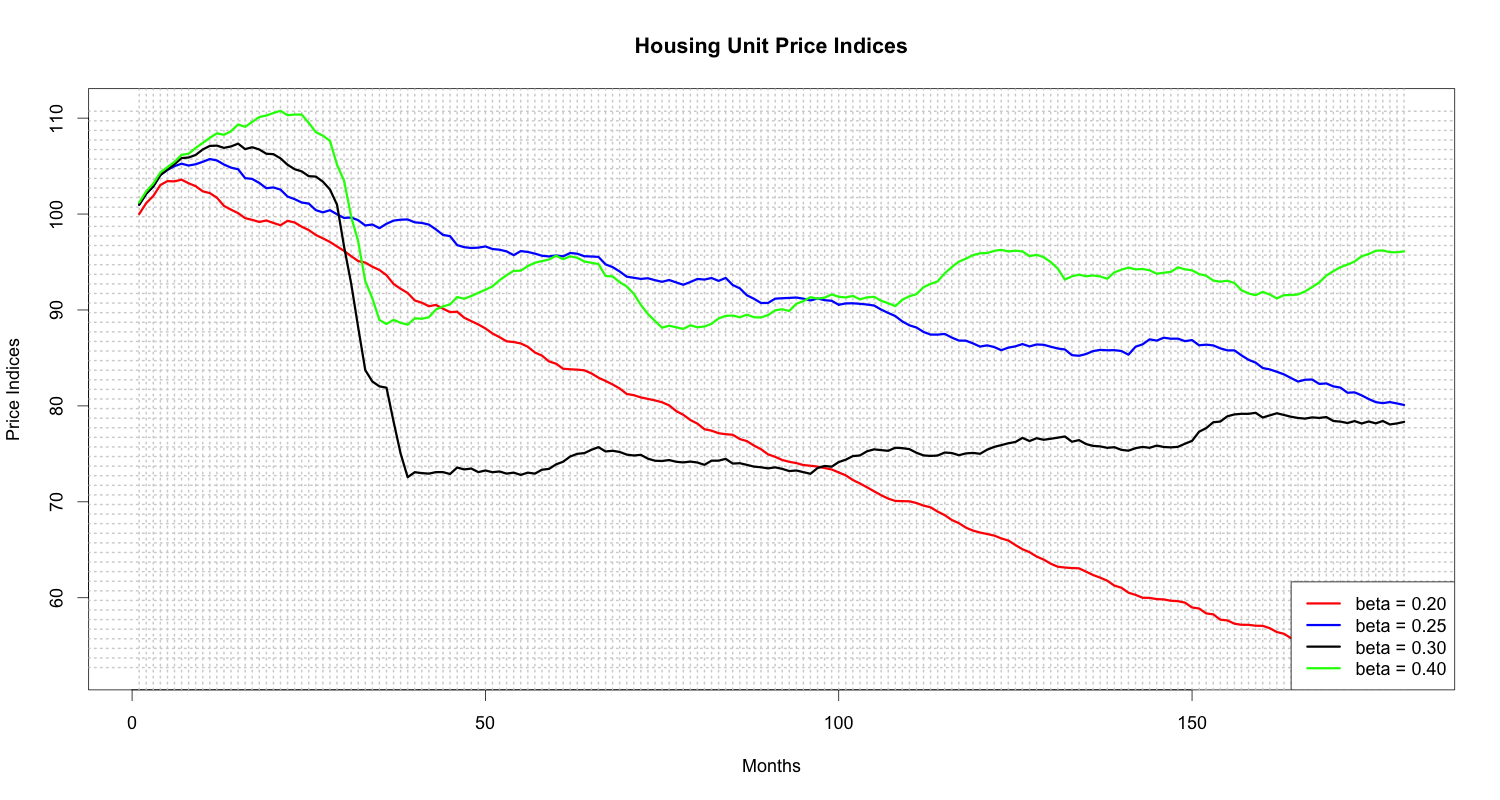 Housing Unit Price Indices
Price Indices
110
100
90
80
70
60
0 50 100 150
Months
beta = 0.20
beta = 0.25
beta = 0.30
beta = 0.40